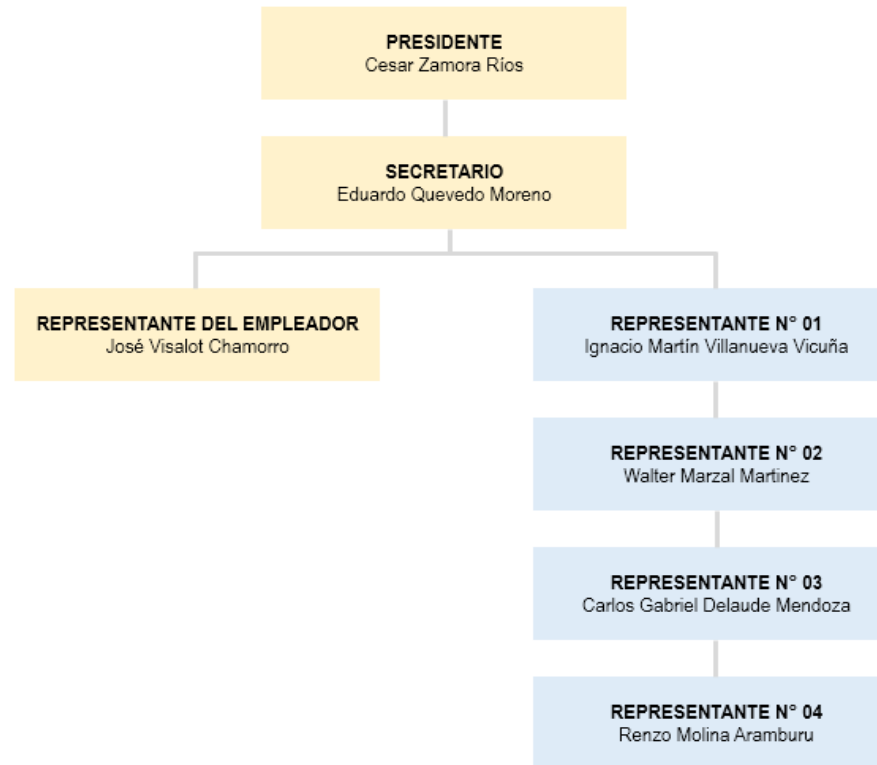 PRESIDENTE
Cesar Zamora Ríos
SECRETARIO
Eduardo Quevedo Moreno
REPRESENTANTE DEL EMPLEADOR
José Visalot Chamorro
REPRESENTANTE N° 01
Ignacio Martín Villanueva Vicuña
REPRESENTANTE N° 02
Walter Marzal Martinez
REPRESENTANTE N° 03
Carlos Gabriel Delaude Mendoza
REPRESENTANTE N° 04
Renzo Molina Aramburu